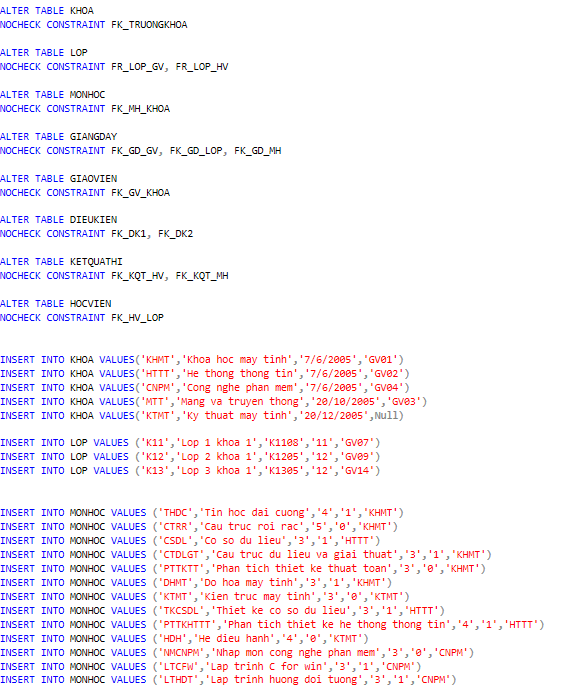 ALTER TABLE KHOA
NOCHECK CONSTRAINT FK_TRUONGKHOA
ALTER TABLE LOP
NOCHECK CONSTRAINT FR_LOP_GV, FR_LOP_HV
ALTER TABLE MONHOC
NOCHECK CONSTRAINT FK_MH_KHOA
ALTER TABLE GIANGDAY
NOCHECK CONSTRAINT FK_GD_GV, FK_GD_LOP, FK_GD_MH
ALTER TABLE GIAOVIEN
NOCHECK CONSTRAINT FK_GV_KHOA
ALTER TABLE DIEUKIEN
NOCHECK CONSTRAINT FK_DK1, FK_DK2
ALTER TABLE KETQUATHI
NOCHECK CONSTRAINT FK_KQT_HV, FK_KQT_MH
ALTER TABLE HOCVIEN
NOCHECK CONSTRAINT FK_HV_LOP
INSERT INTO KHOA VALUES('KHMT','Khoa hoc may tinh','7/6/2005','GV01')
INSERT INTO KHOA VALUES('HTTT','He thong thong tin','7/6/2005','GV02')
INSERT INTO KHOA VALUES('CNPM','Cong nghe phan mem','7/6/2005','GV04')
INSERT INTO KHOA VALUES('MTT','Mang va truyen thong','20/10/2005','GV03')
INSERT INTO KHOA VALUES('KTMT','Ky thuat may tinh','20/12/2005',Null)
INSERT INTO LOP VALUES ('K11','Lop 1 khoa 1','K1108','11','GV07')
INSERT INTO LOP VALUES ('K12','Lop 2 khoa 1','K1205','12','GV09')
INSERT INTO LOP VALUES ('K13','Lop 3 khoa 1','K1305','12','GV14')
INSERT INTO MONHOC VALUES ('THDC','Tin hoc dai cuong','4','1','KHMT')
INSERT INTO MONHOC VALUES ('CTRR','Cau truc roi rac','5','0','KHMT')
INSERT INTO MONHOC VALUES ('CSDL','Co so du lieu','3','1','HTTT')
INSERT INTO MONHOC VALUES ('CTDLGT','Cau truc du lieu va giai thuat','3','1','KHMT')
INSERT INTO MONHOC VALUES ('PTTKTT','Phan tich thiet ke thuat toan','3','0','KHMT')
INSERT INTO MONHOC VALUES ('DHMT','Do hoa may tinh','3','1','KHMT')
INSERT INTO MONHOC VALUES ('KTMT','Kien truc may tinh','3','0','KTMT')
INSERT INTO MONHOC VALUES ('TKCSDL','Thiet ke co so du lieu','3','1','HTTT')
INSERT INTO MONHOC VALUES ('PTTKHTTT','Phan tich thiet ke he thong thong tin','4','1','HTTT')
INSERT INTO MONHOC VALUES ('HDH','He dieu hanh','4','0','KTMT')
INSERT INTO MONHOC VALUES ('NMCNPM','Nhap mon cong nghe phan mem','3','0','CNPM')
INSERT INTO MONHOC VALUES ('LTCFW','Lap trinh C for win','3','1','CNPM')
INSERT INTO MONHOC VALUES ('LTHDT','Lap trinh huong doi tuong','3','1','CNPM')